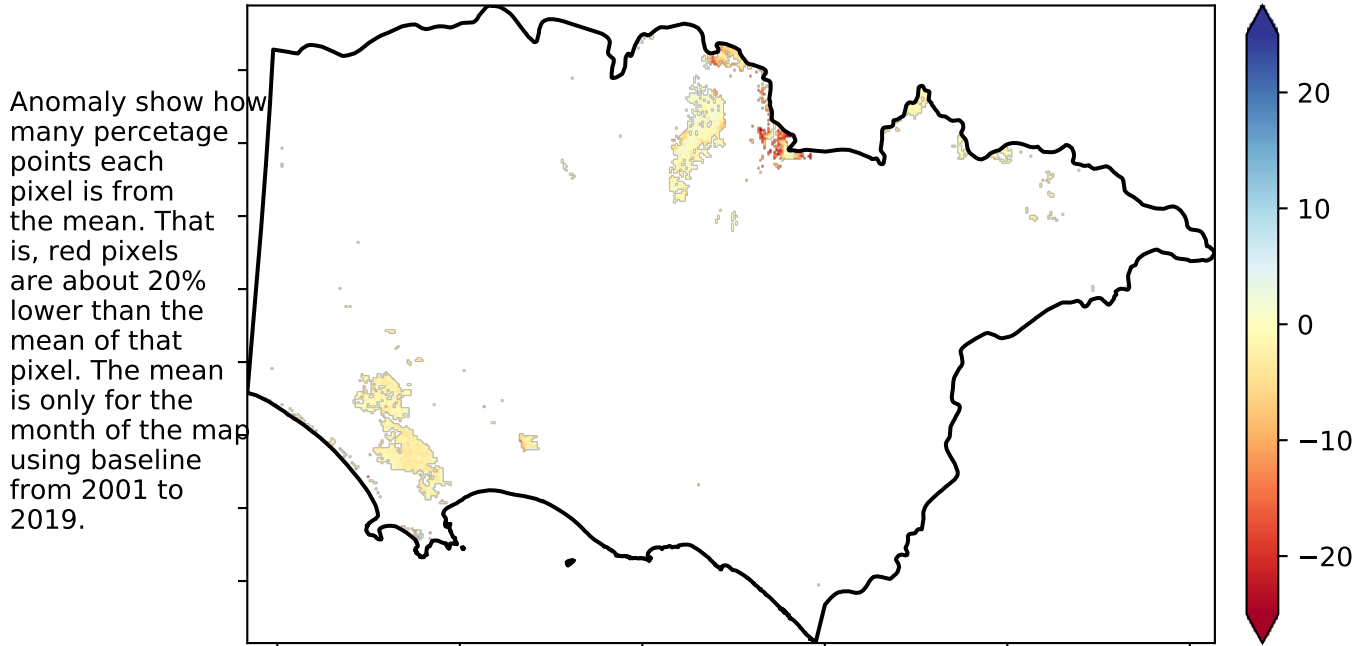 Anomaly show how
many percetage
points each
pixel is from
the mean. That
is, red pixels
are about 20%
lower than the
mean of that
pixel. The mean
is only for the
month of the map
using baseline
from 2001 to
2019.
20
10
0
−10
−20